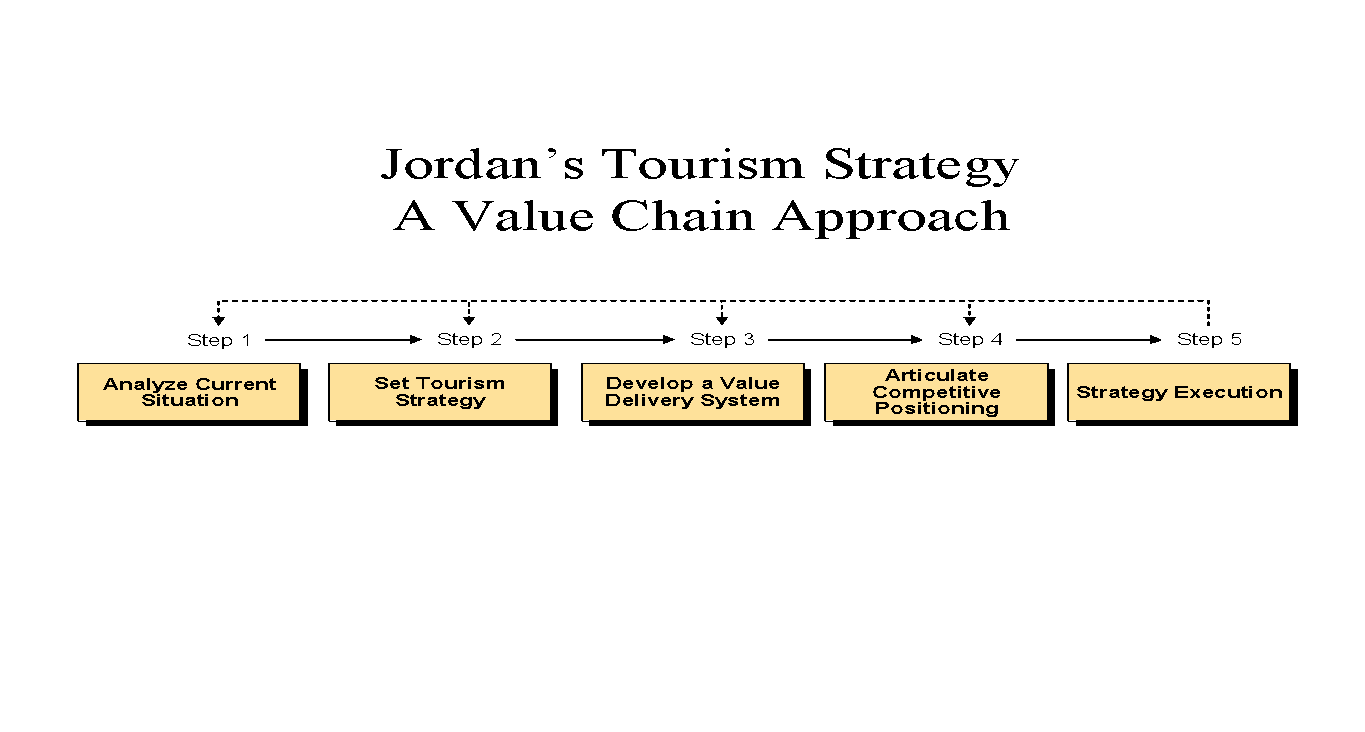 Jordan’s Tourism Strategy
A Value Chain Approach
Step 1
Step 2
Step 3
Step 4
Step 5
Analyze Current
Situation
Set Tourism
Strategy
Develop a Value
Delivery System
Articulate
Competitive
Positioning
Strategy Execution